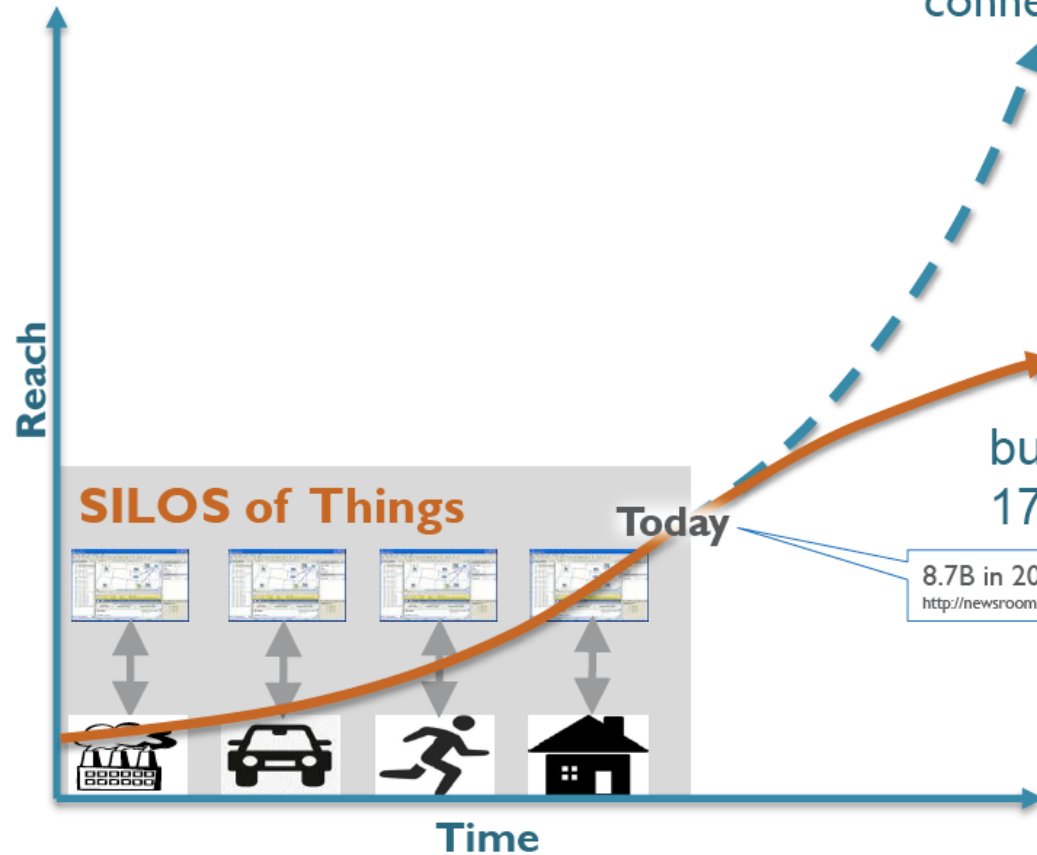 conne
Reach
bu
17
SILOS of Things
Today
8.7B in 20
http://newsroom
Time